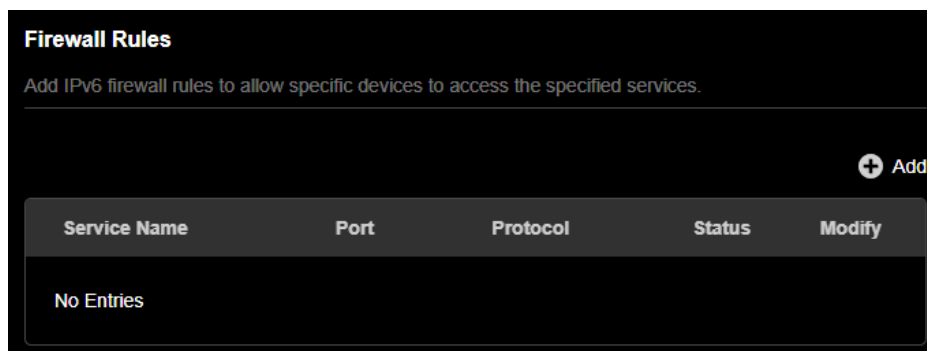 Firewall Rules
Add IPv6 firewall rules to allow specific devices to access the specified services.
Add
Service Name Port Protocol Status Modify
No Entries